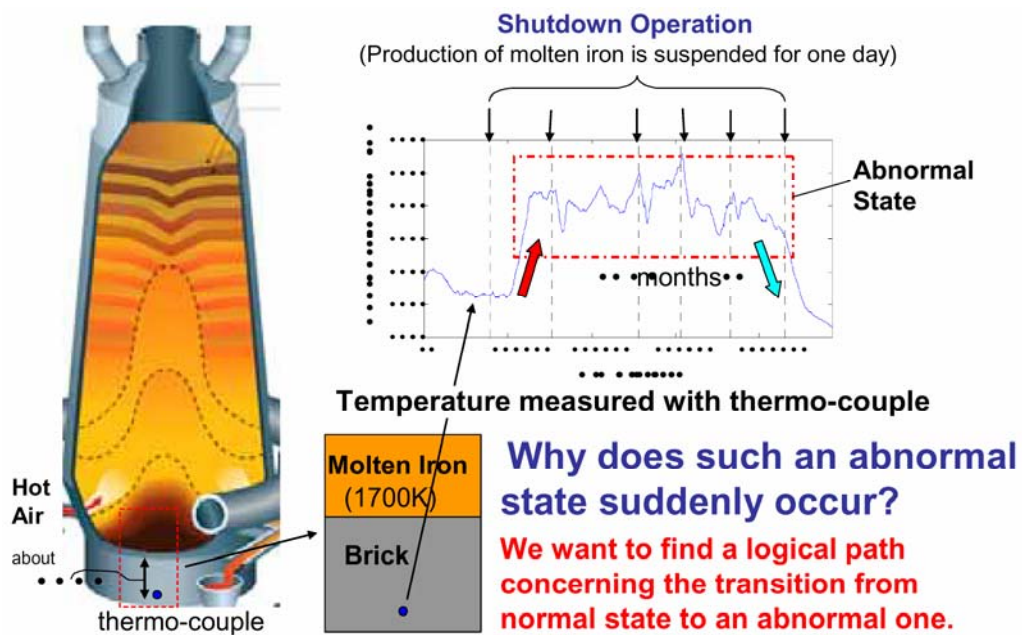 Shutdown Operation
(Production of molten iron is suspended for one day)
Abnormal
State
months
Temperature measured with thermo-couple
Molten Iron
(1700K)
Brick
Hot
Air
about
thermo-couple
Why does such an abnormal
state suddenly occur?
We want to find a logical path
concerning the transition from
normal state to an abnormal one.